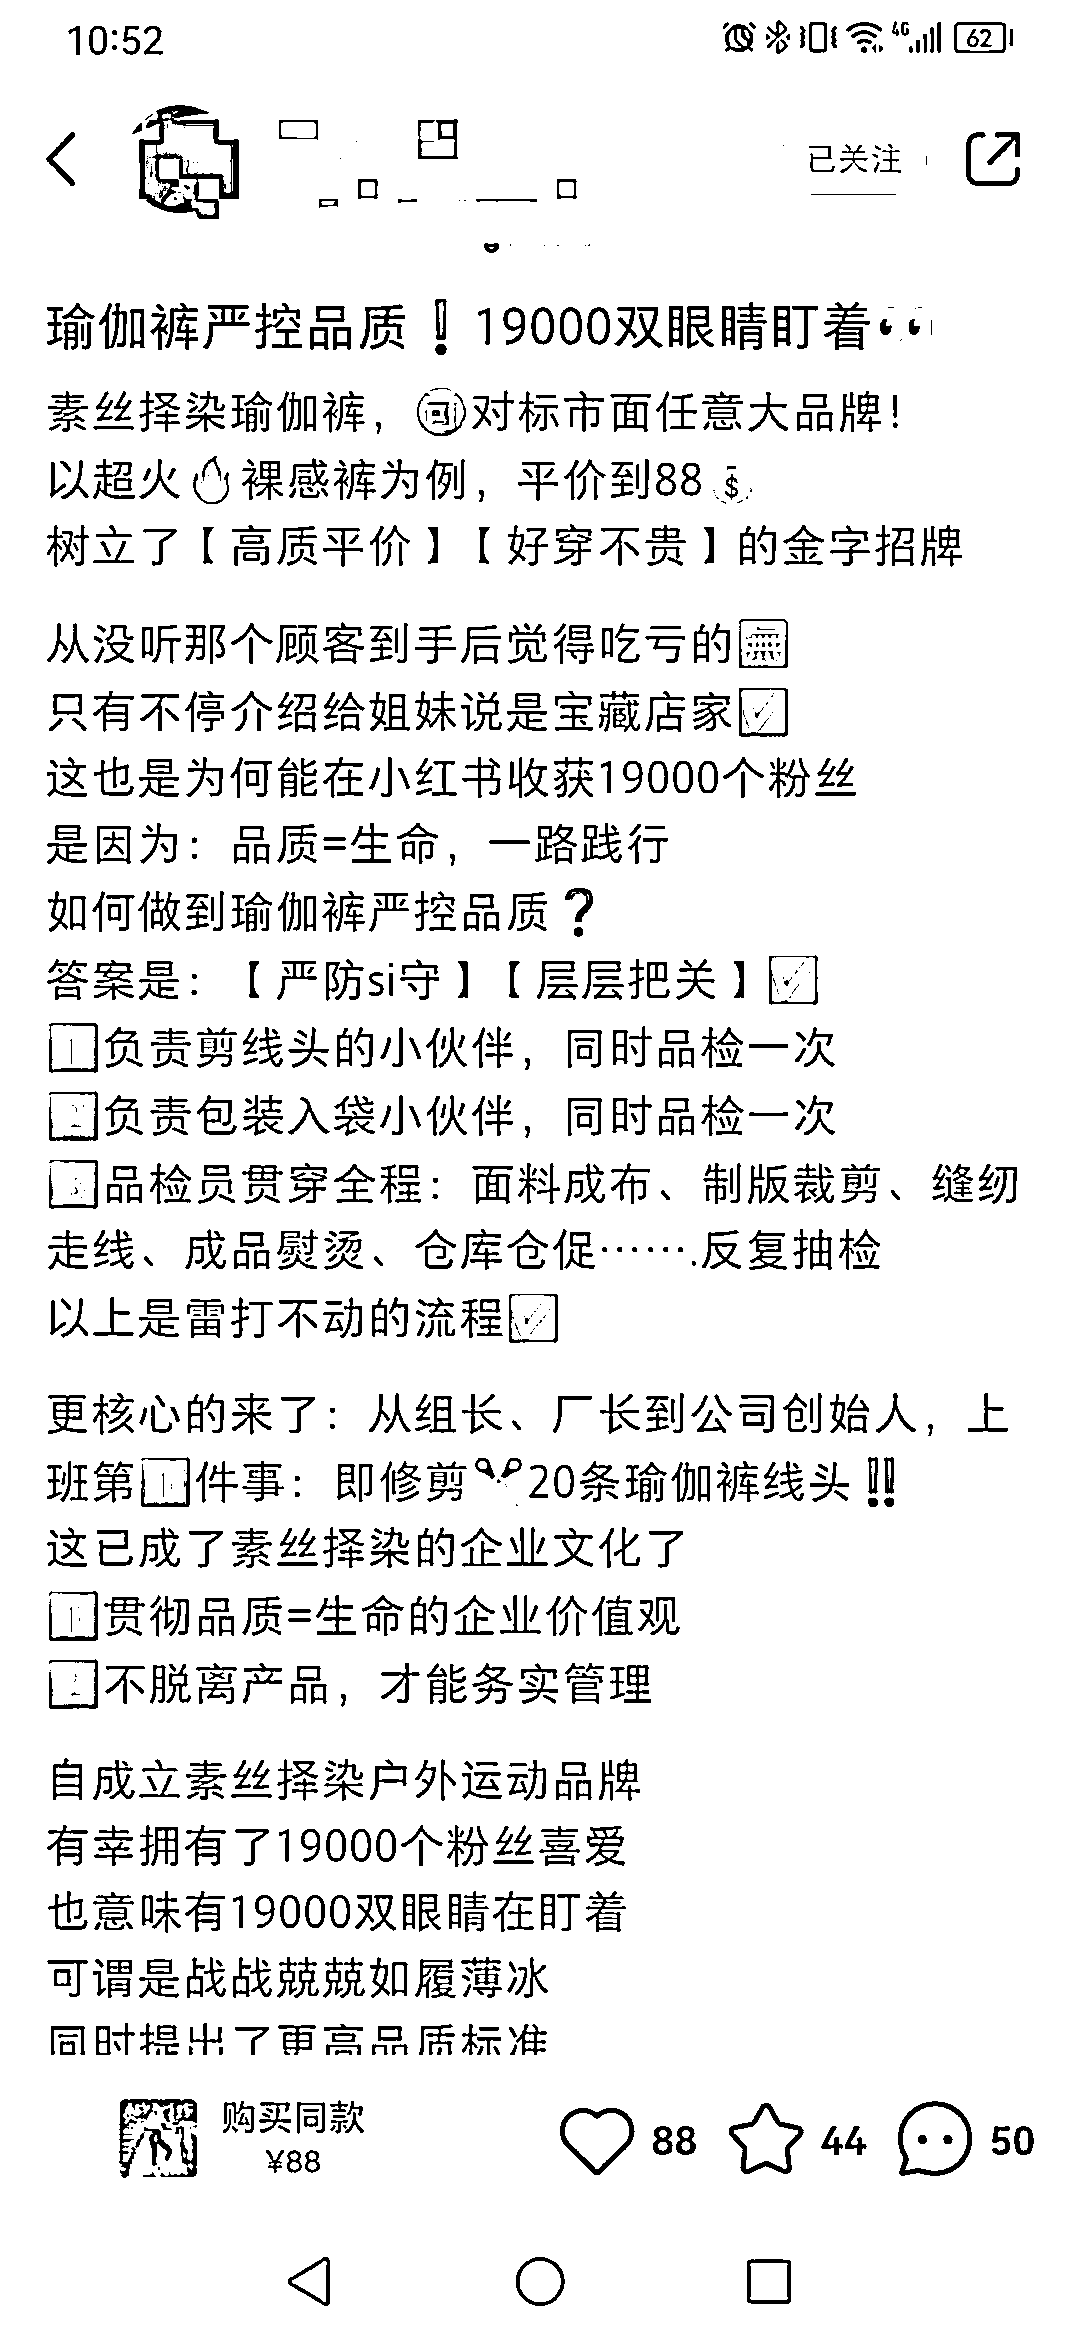 10:52
4G 62
已关注
瑜伽裤严控品质❗19000双眼睛盯着👀
素丝择染瑜伽裤，🉑对标市面任意大品牌！
以超火🔥裸感裤为例，平价到88💰
树立了【高质平价】【好穿不贵】的金字招牌
从没听那个顾客到手后觉得吃亏的🈚
只有不停介绍给姐妹说是宝藏店家✅
这也是为何能在小红书收获19000个粉丝
是因为：品质=生命，一路践行
如何做到瑜伽裤严控品质❓
答案是：【严防si守】【层层把关】✅
1️⃣负责剪线头的小伙伴，同时品检一次
2️⃣负责包装入袋小伙伴，同时品检一次
3️⃣品检员贯穿全程：面料成布、制版裁剪、缝纫
走线、成品熨烫、仓库仓促…….反复抽检
以上是雷打不动的流程✅
更核心的来了：从组长、厂长到公司创始人，上
班第1️⃣件事：即修剪✂20条瑜伽裤线头‼
这已成了素丝择染的企业文化了
1️⃣贯彻品质=生命的企业价值观
2️⃣不脱离产品，才能务实管理
自成立素丝择染户外运动品牌
有幸拥有了19000个粉丝喜爱
也意味有19000双眼睛在盯着
可谓是战战兢兢如履薄冰
同时提出了更高品质标准
购买同款
¥88
88 44 50